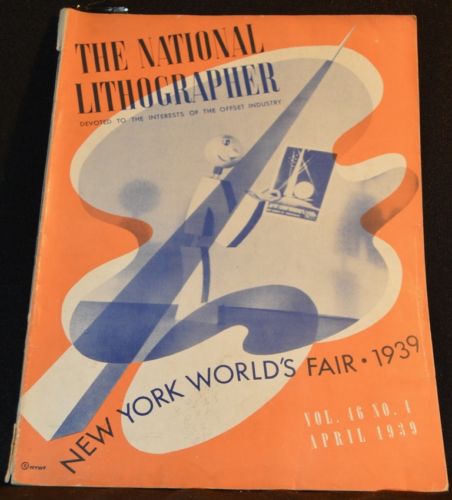 THE NATIONAL
LITHOGRAPHER
DEVOTED TO THE INTERESTS OF THE OFFSET INDUSTRY
NEW YORK WORLD'S FAIR • 1939
VOL. 46 NO. 4
APRIL 1939
© NYWF